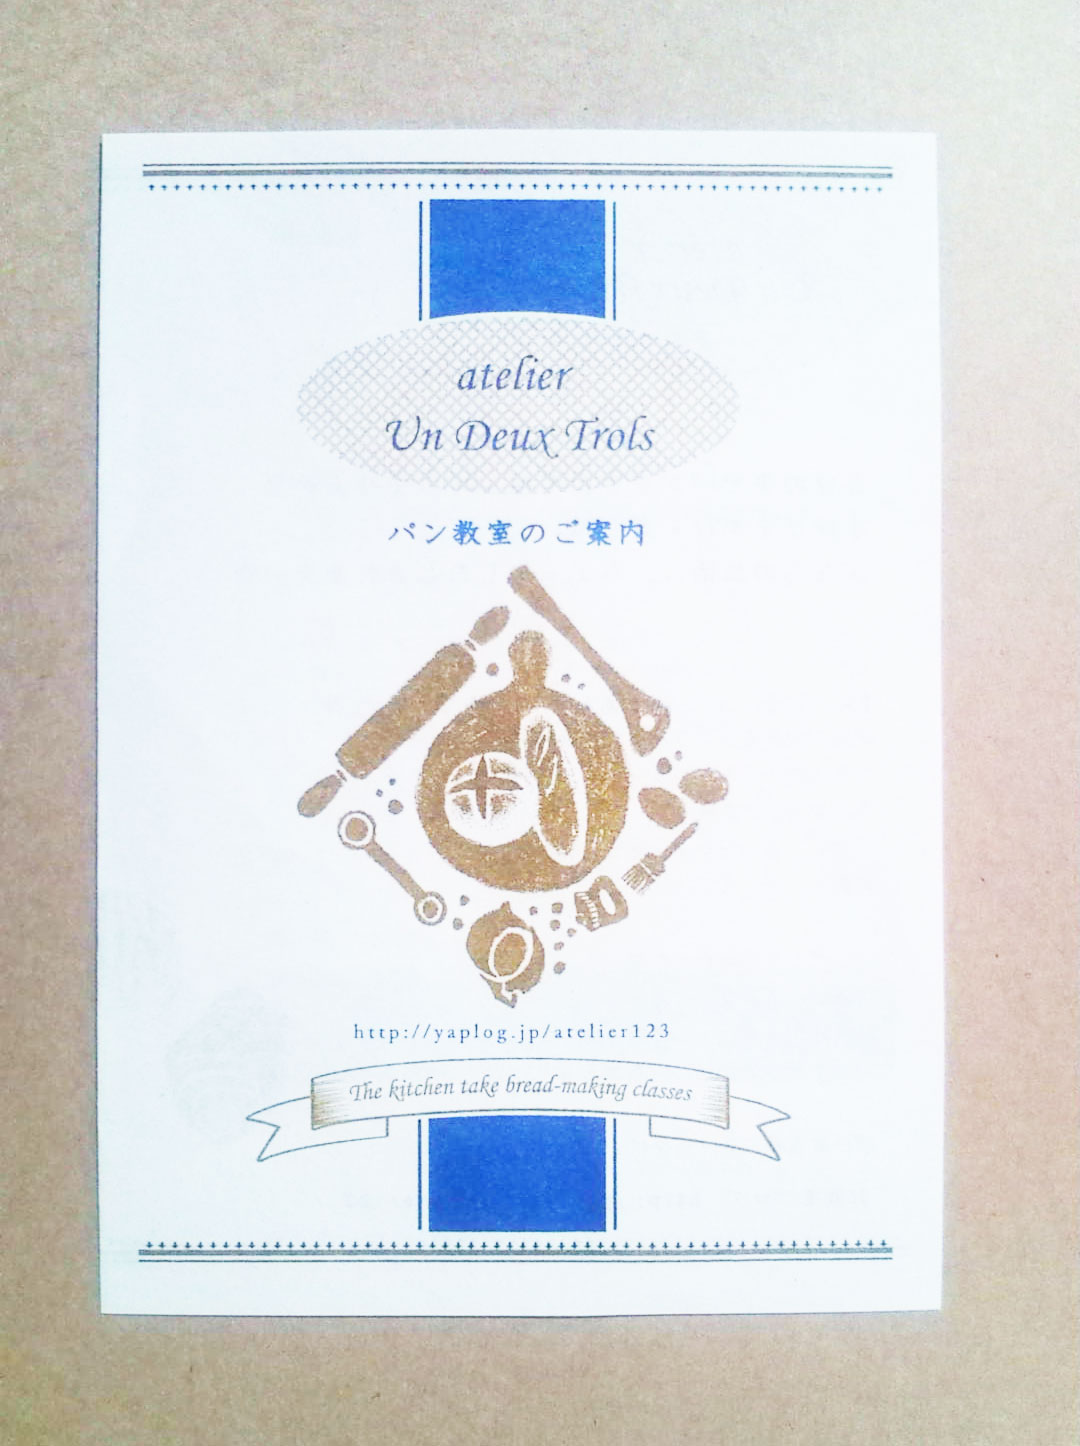 atelier
Un Deux Trols
パン教室のご案内
http://yaplog.jp/atelier123
The kitchen take bread-making classes